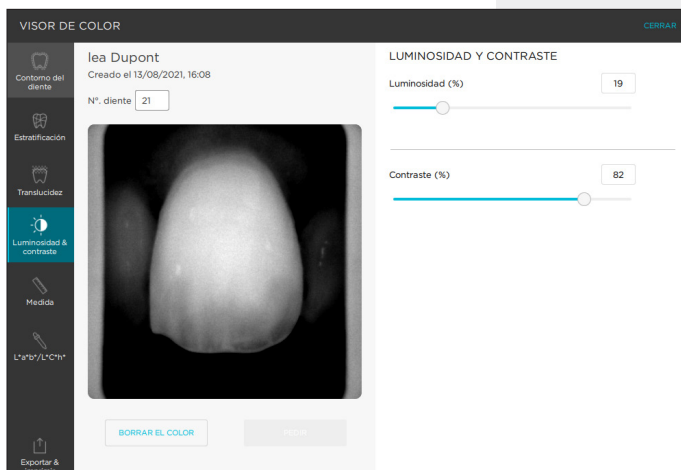 VISOR DE COLOR
CERRAR
Contorno del
diente
Estratificación
Translucidez
Luminosidad &
contraste
Medida
L*a*b*/L*C*h*
Exportar &
lea Dupont
Creado el 13/08/2021, 16:08
N°. diente 21
BORRAR EL COLOR
LUMINOSIDAD Y CONTRASTE
Luminosidad (%) 19
Contraste (%) 82